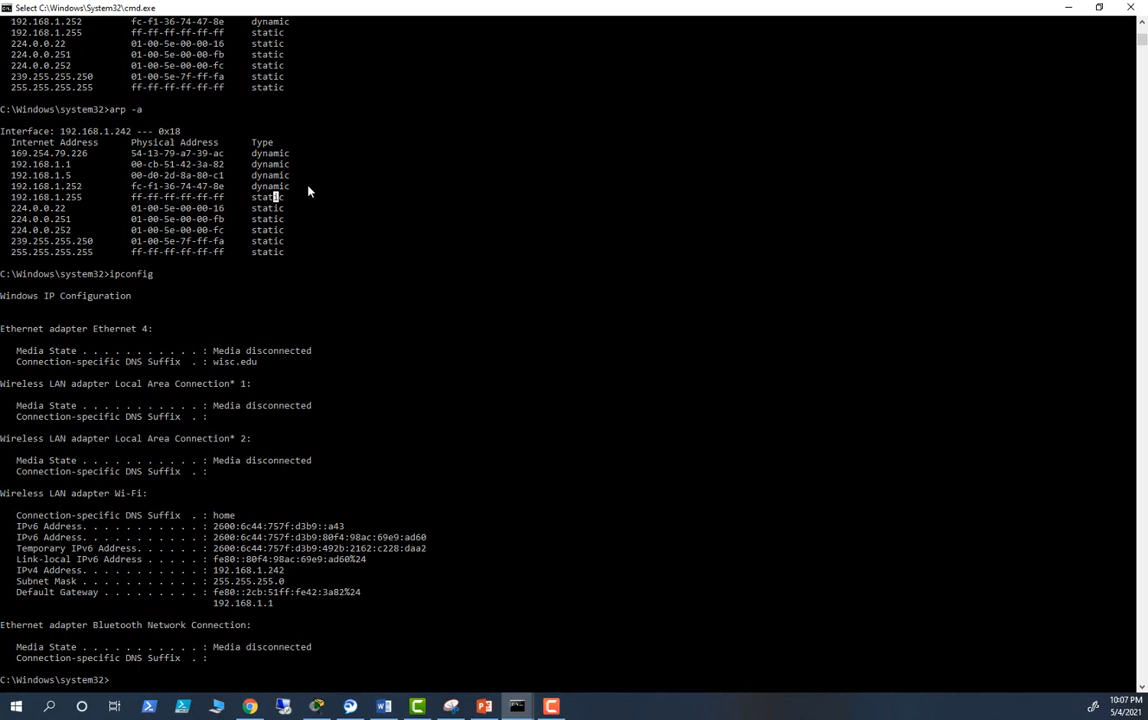 Select C:\Windows\System32\cmd.exe
192.168.1.252 fc-f1-36-74-47-8e dynamic
192.168.1.255 ff-ff-ff-ff-ff-ff static
224.0.0.22 01-00-5e-00-00-16 static
224.0.0.251 01-00-5e-00-00-fb static
224.0.0.252 01-00-5e-00-00-fc static
239.255.255.250 01-00-5e-7f-ff-fa static
255.255.255.255 ff-ff-ff-ff-ff-ff static
C:\Windows\system32>arp -a
Interface: 192.168.1.242 --- 0x18
Internet Address Physical Address Type
169.254.79.226 54-13-79-a7-39-ac dynamic
192.168.1.1 00-cb-51-42-3a-82 dynamic
192.168.1.5 00-d0-2d-8a-80-c1 dynamic
192.168.1.252 fc-f1-36-74-47-8e dynamic
192.168.1.255 ff-ff-ff-ff-ff-ff static
224.0.0.22 01-00-5e-00-00-16 static
224.0.0.251 01-00-5e-00-00-fb static
224.0.0.252 01-00-5e-00-00-fc static
239.255.255.250 01-00-5e-7f-ff-fa static
255.255.255.255 ff-ff-ff-ff-ff-ff static
C:\Windows\system32>ipconfig
Windows IP Configuration
Ethernet adapter Ethernet 4:
Media State . . . . . . . . . . . : Media disconnected
Connection-specific DNS Suffix . : wisc.edu
Wireless LAN adapter Local Area Connection* 1:
Media State . . . . . . . . . . . : Media disconnected
Connection-specific DNS Suffix . :
Wireless LAN adapter Local Area Connection* 2:
Media State . . . . . . . . . . . : Media disconnected
Connection-specific DNS Suffix . :
Wireless LAN adapter Wi-Fi:
Connection-specific DNS Suffix . : home
IPv6 Address. . . . . . . . . . . : 2600:6c44:757f:d3b9::a43
IPv6 Address. . . . . . . . . . . : 2600:6c44:757f:d3b9:80f4:98ac:69e9:ad60
Temporary IPv6 Address. . . . . . : 2600:6c44:757f:d3b9:492b:2162:c228:daa2
Link-local IPv6 Address . . . . . : fe80::80f4:98ac:69e9:ad60%24
IPv4 Address. . . . . . . . . . . : 192.168.1.242
Subnet Mask . . . . . . . . . . . : 255.255.255.0
Default Gateway . . . . . . . . . : fe80::2cb:51ff:fe42:3a82%24
192.168.1.1
Ethernet adapter Bluetooth Network Connection:
Media State . . . . . . . . . . . : Media disconnected
Connection-specific DNS Suffix . :
C:\Windows\system32>
10:07 PM
5/4/2021